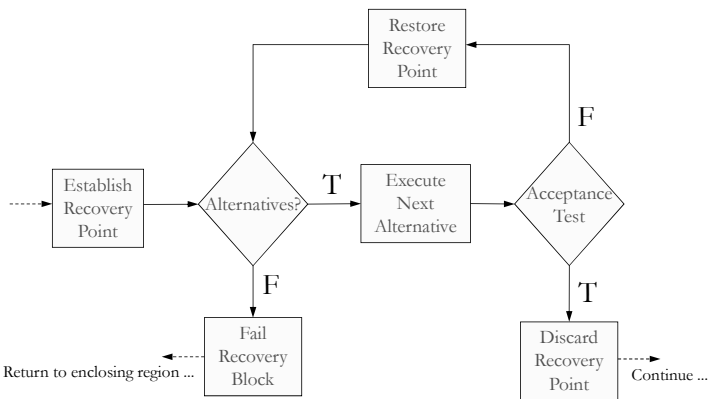 Restore
Recovery
Point
F
Establish
Recovery
Point
Alternatives?
T
Execute
Next
Alternative
Acceptance
Test
F
T
Fail
Recovery
Block
Return to enclosing region ...
Discard
Recovery
Point
Continue ...